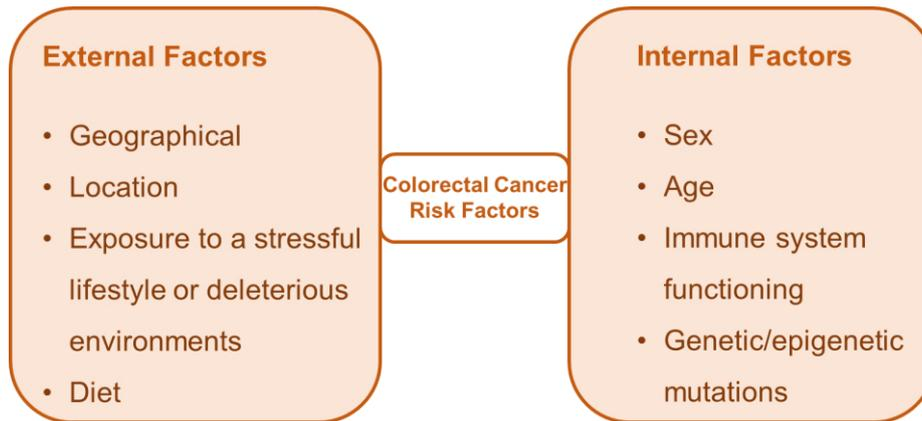 External Factors
• Geographical
• Location
• Exposure to a stressful
lifestyle or deleterious
environments
• Diet
Colorectal Cancer
Risk Factors
Internal Factors
• Sex
• Age
• Immune system
functioning
• Genetic/epigenetic
mutations